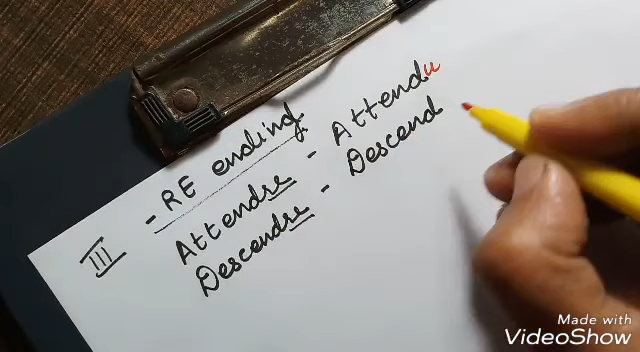 III - RE ending
Attendre - Attendu
Descendre - Descend
Made with
VideoShow